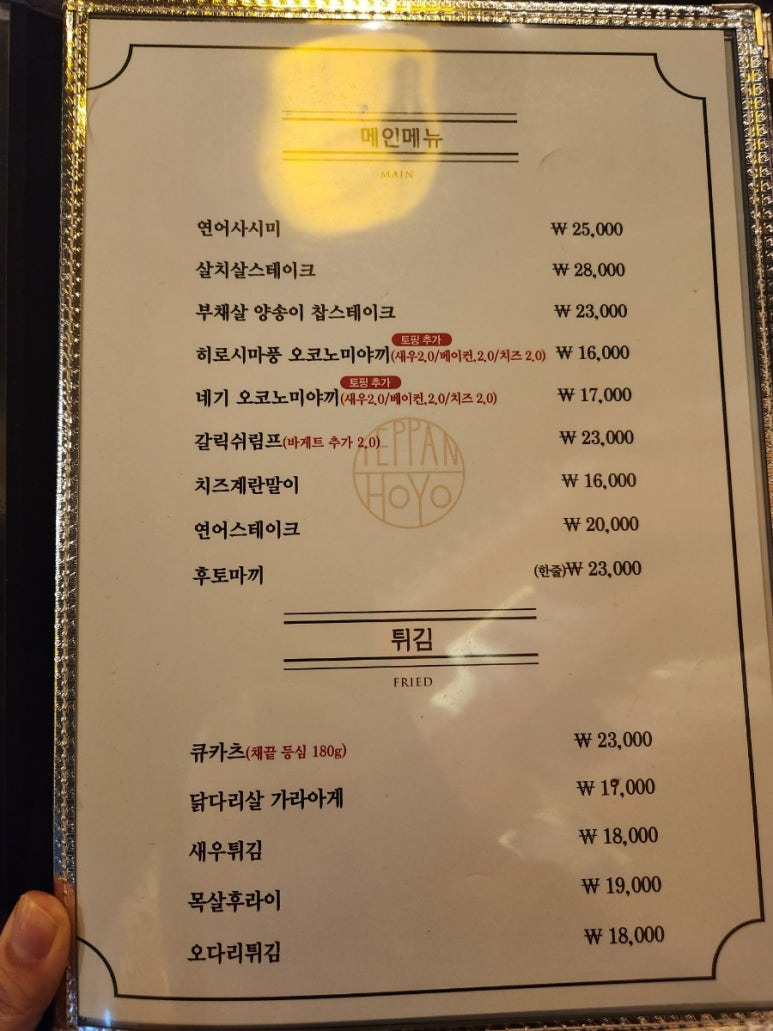 메인메뉴
MAIN
연어사시미 ₩ 25,000
살치살스테이크 ₩ 28,000
부채살 양송이 찹스테이크 ₩ 23,000
토핑 추가
히로시마풍 오코노미야끼(새우2.0/베이컨,2.0/치즈 2.0) ₩ 16,000
토핑 추가
네기 오코노미야끼(새우2.0/베이컨,2.0/치즈 2.0) ₩ 17,000
갈릭쉬림프(바게트 추가 2,0) ₩ 23,000
TEPPAN
HOYO
치즈계란말이 ₩ 16,000
연어스테이크 ₩ 20,000
후토마끼 (한줄)₩ 23,000
튀김
FRIED
큐카츠(채끝 등심 180g) ₩ 23,000
닭다리살 가라아게 ₩ 17,000
새우튀김 ₩ 18,000
목살후라이 ₩ 19,000
오다리튀김 ₩ 18,000